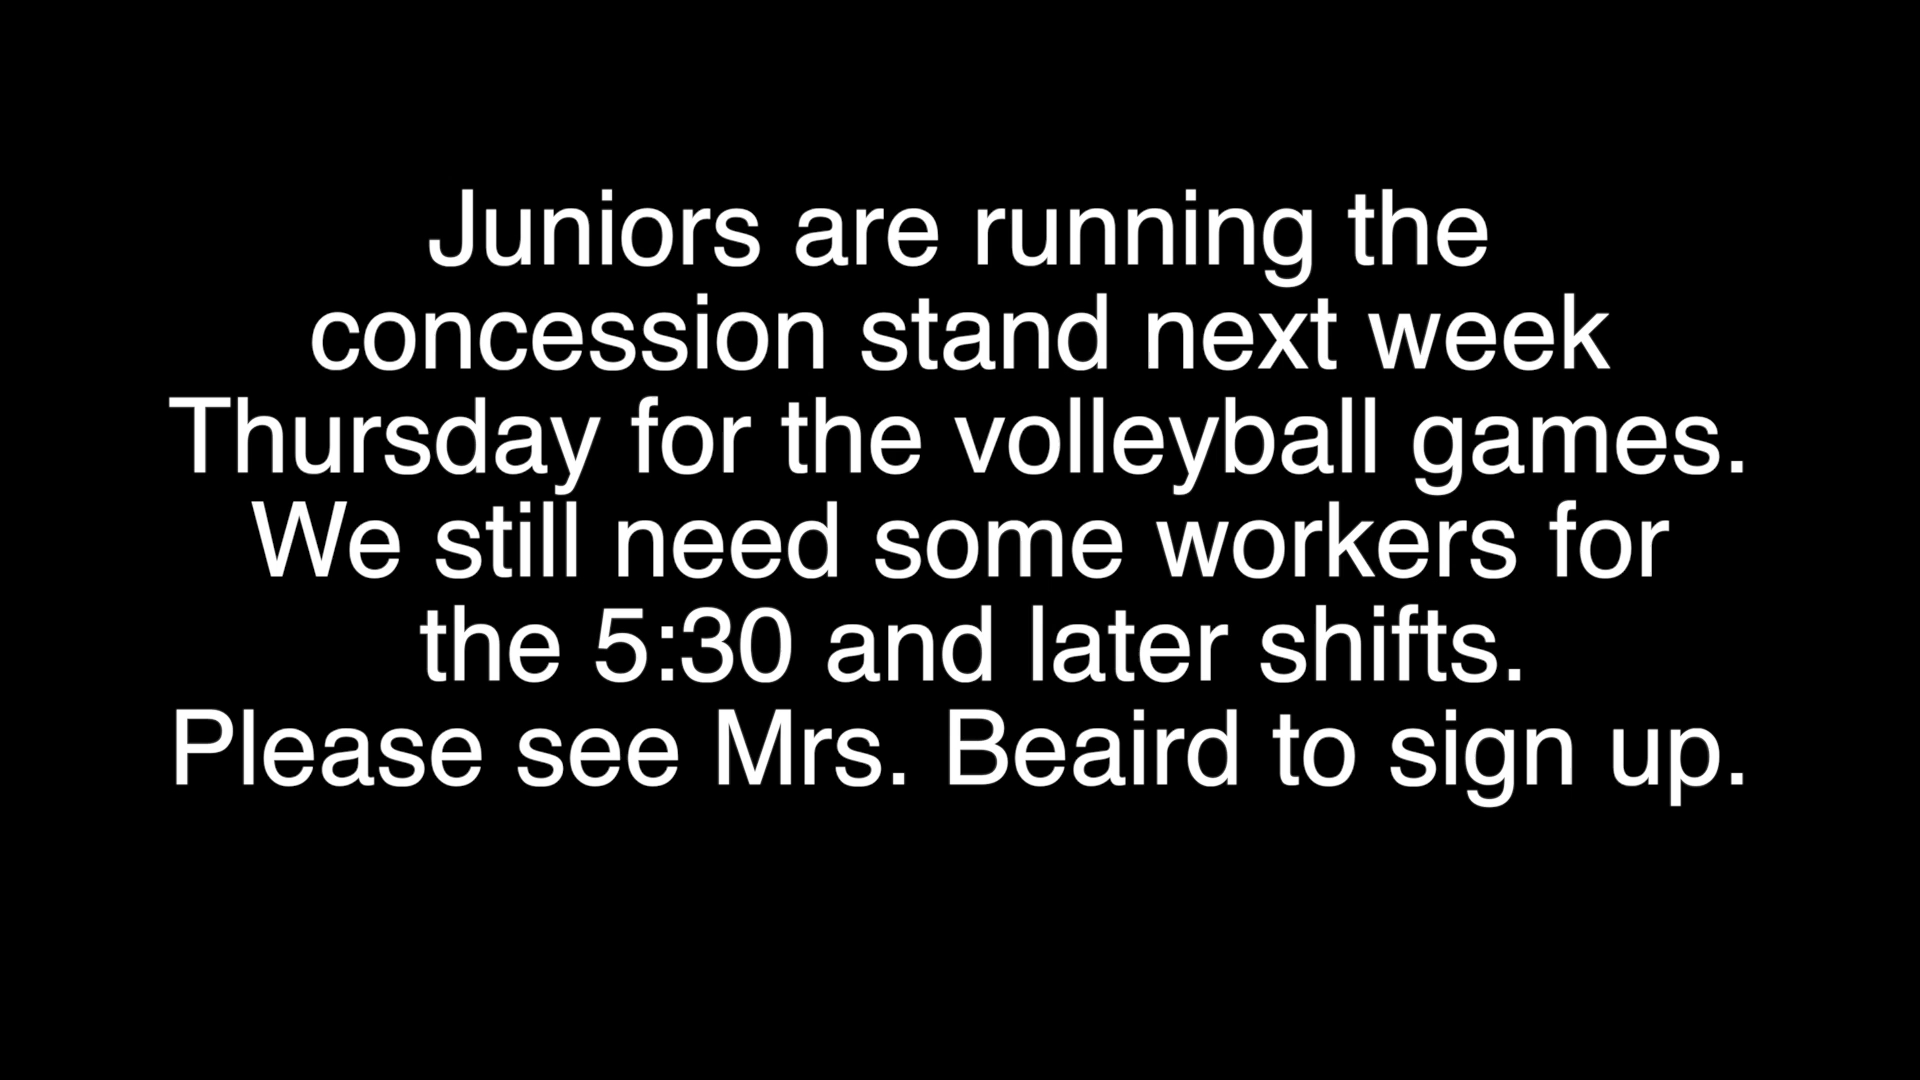 Juniors are running the
concession stand next week
Thursday for the volleyball games.
We still need some workers for
the 5:30 and later shifts.
Please see Mrs. Beaird to sign up.